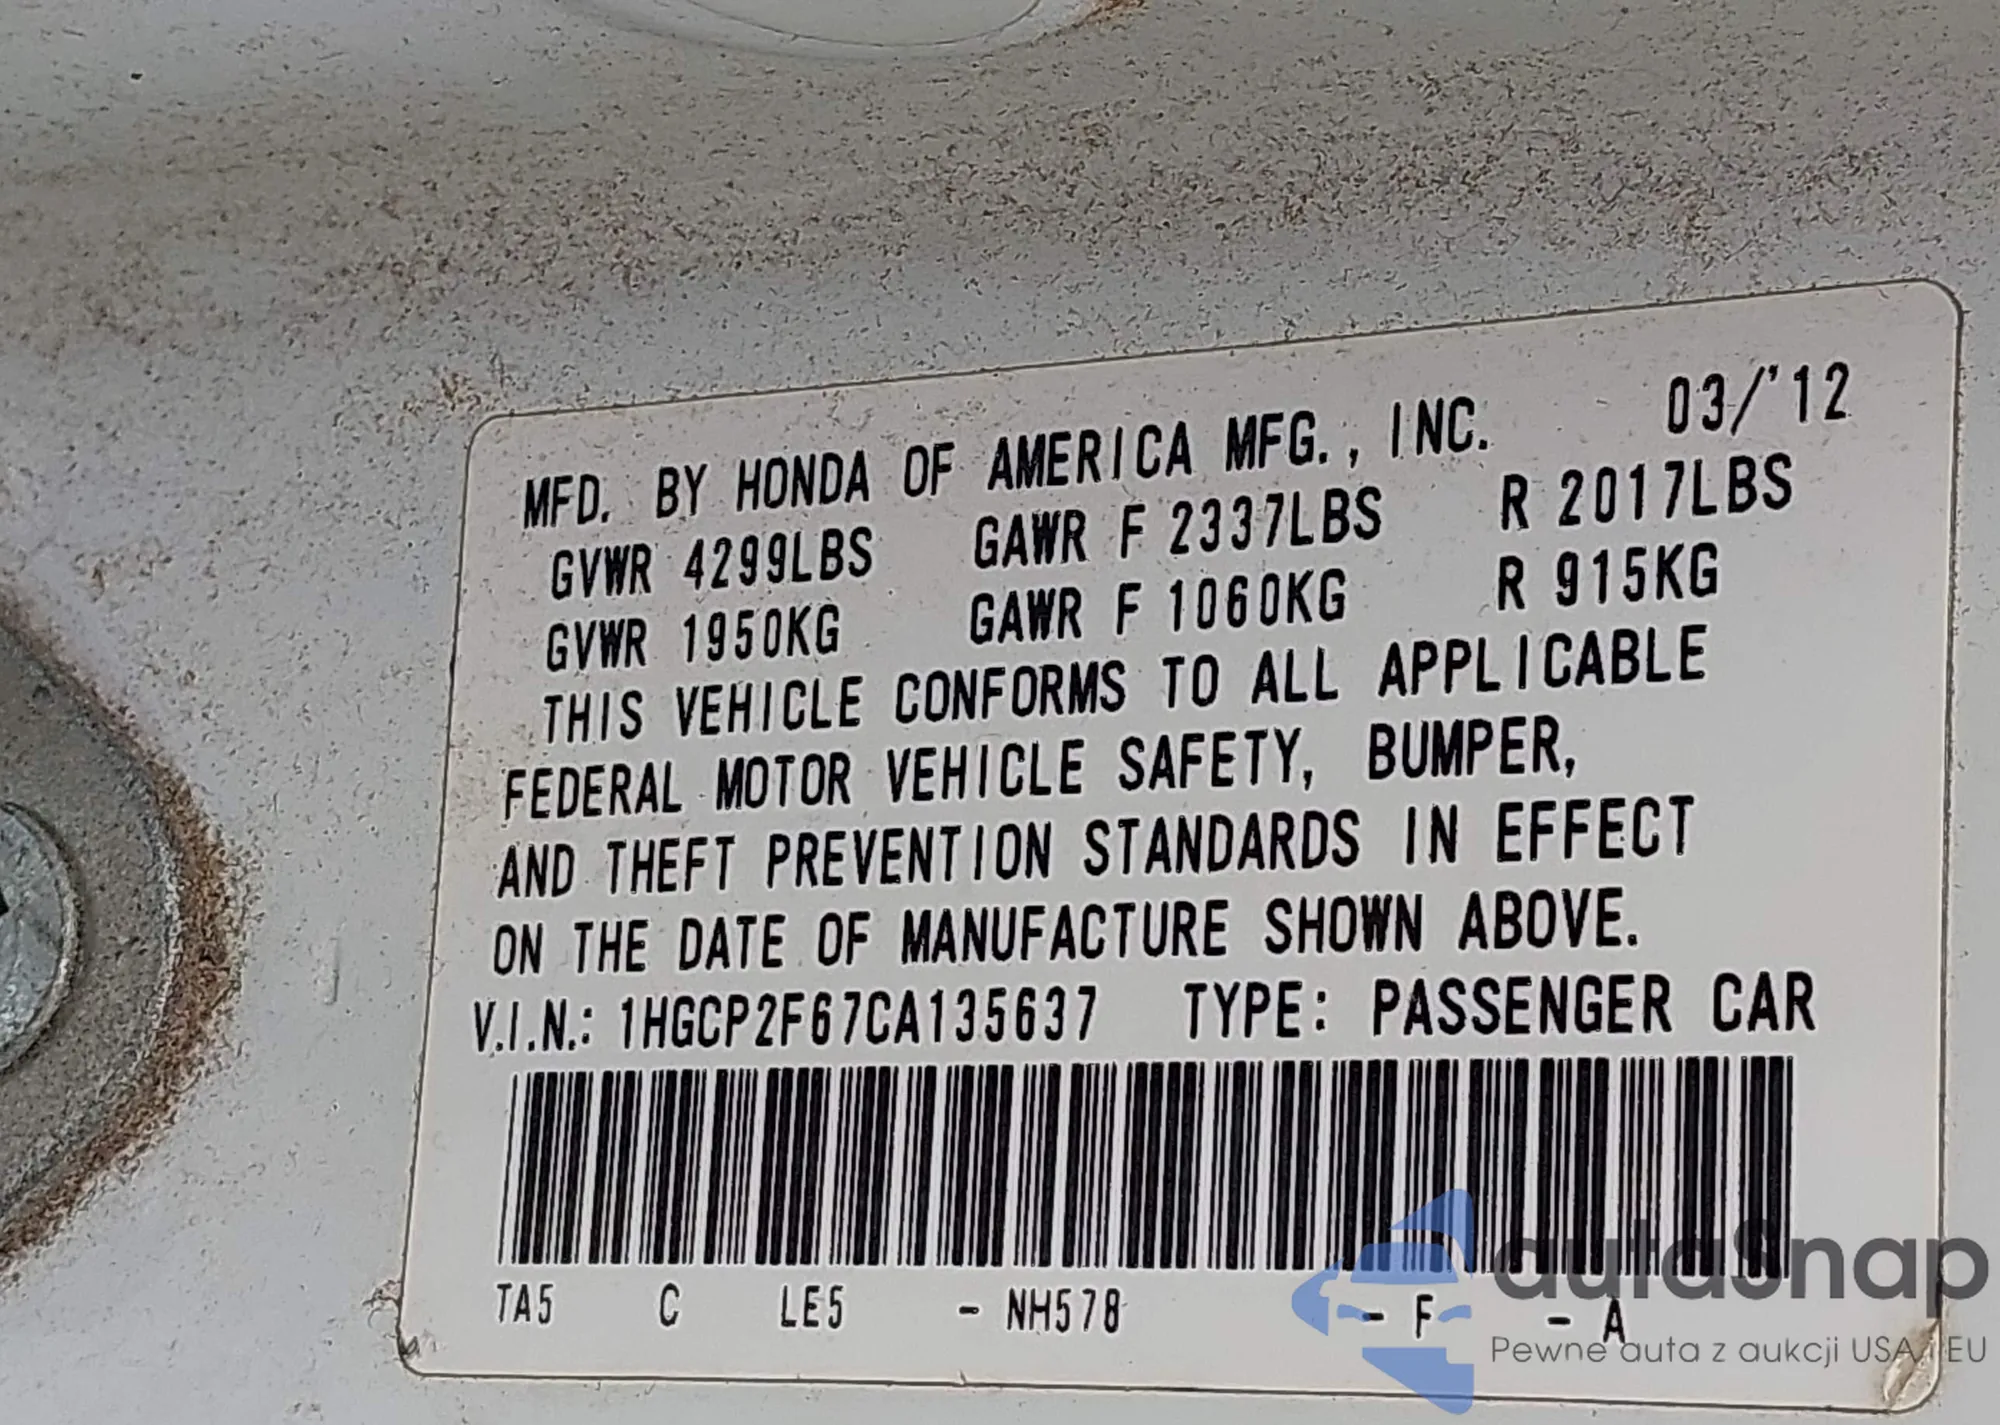 MFD. BY HONDA OF AMERICA MFG., INC. 03/'12
GVWR 4299LBS GAWR F 2337LBS R 2017LBS
GVWR 1950KG GAWR F 1060KG R 915KG
THIS VEHICLE CONFORMS TO ALL APPLICABLE
FEDERAL MOTOR VEHICLE SAFETY, BUMPER,
AND THEFT PREVENTION STANDARDS IN EFFECT
ON THE DATE OF MANUFACTURE SHOWN ABOVE.
V.I.N.: 1HGCP2F67CA135637 TYPE: PASSENGER CAR
TA5 C LE5 - NH578 - F - A
autaSnap
Pewne auta z aukcji USA i EU